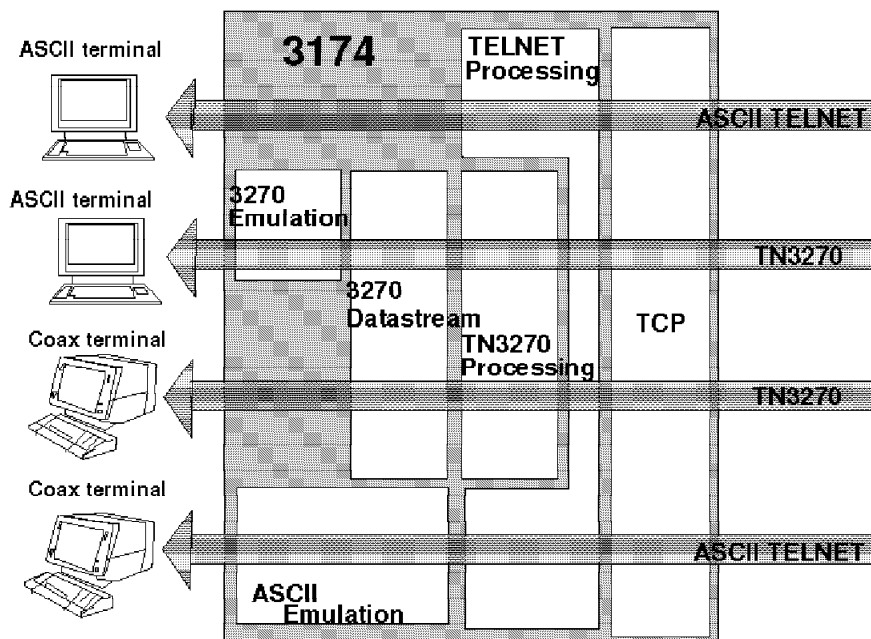 ASCII terminal
3174
TELNET
Processing
ASCII TELNET
ASCII terminal
3270
Emulation
TN3270
3270
Datastream
TN3270
Processing
TCP
Coax terminal
TN3270
Coax terminal
ASCII TELNET
ASCII
Emulation